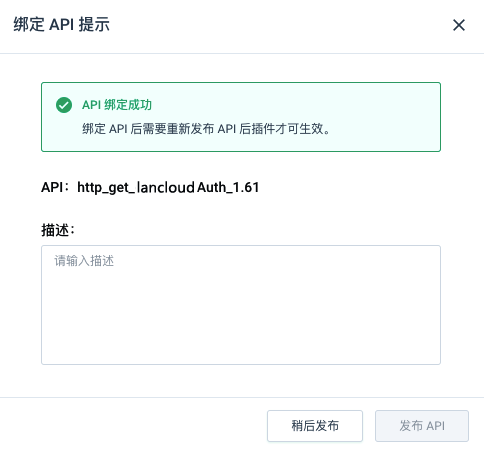 绑定 API 提示
API 绑定成功
绑定 API 后需要重新发布 API 后插件才可生效。
API：http_get_lancloudAuth_1.61
描述：
请输入描述
稍后发布
发布 API